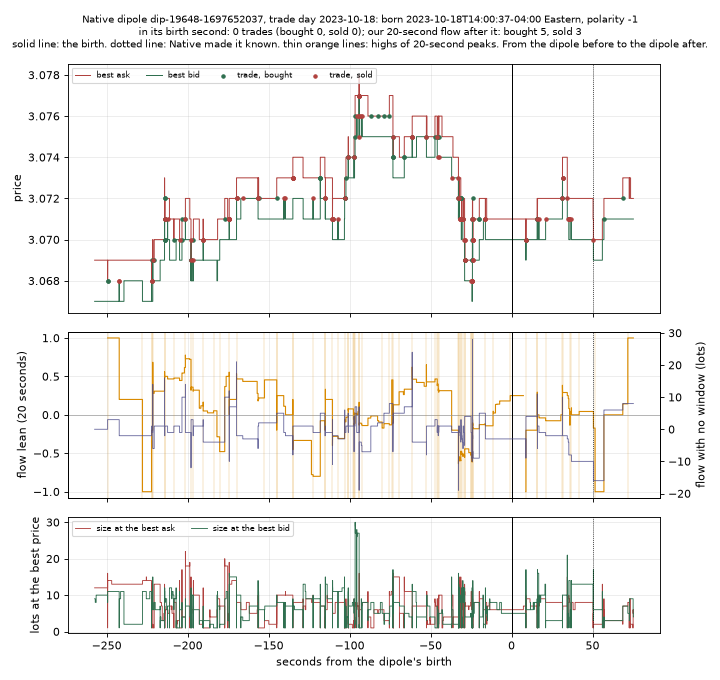 Native dipole dip-19648-1697652037, trade day 2023-10-18: born 2023-10-18T14:00:37-04:00 Eastern, polarity -1
in its birth second: 0 trades (bought 0, sold 0); our 20-second flow after it: bought 5, sold 3
solid line: the birth. dotted line: Native made it known. thin orange lines: highs of 20-second peaks. From the dipole before to the dipole after.
best ask
best bid
trade, bought
trade, sold
3.078
3.076
3.074
3.072
3.070
3.068
price
1.0
0.5
0.0
−0.5
−1.0
flow lean (20 seconds)
30
20
10
0
−10
−20
flow with no window (lots)
size at the best ask
size at the best bid
30
20
10
0
lots at the best price
−250
−200
−150
−100
−50
0
50
seconds from the dipole's birth